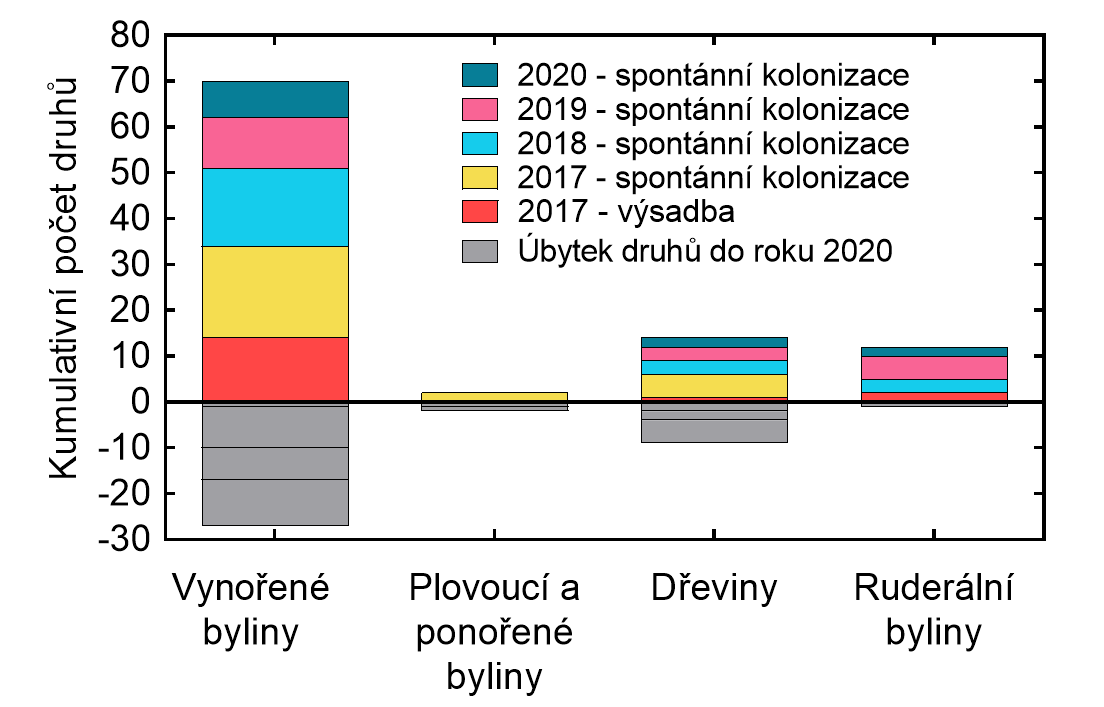 80
70
60
50
40
30
20
10
0
-10
-20
-30
Kumulativní počet druhů
2020 - spontánní kolonizace
2019 - spontánní kolonizace
2018 - spontánní kolonizace
2017 - spontánní kolonizace
2017 - výsadba
Úbytek druhů do roku 2020
Vynořené
byliny
Plovoucí a
ponořené
byliny
Dřeviny
Ruderální
byliny